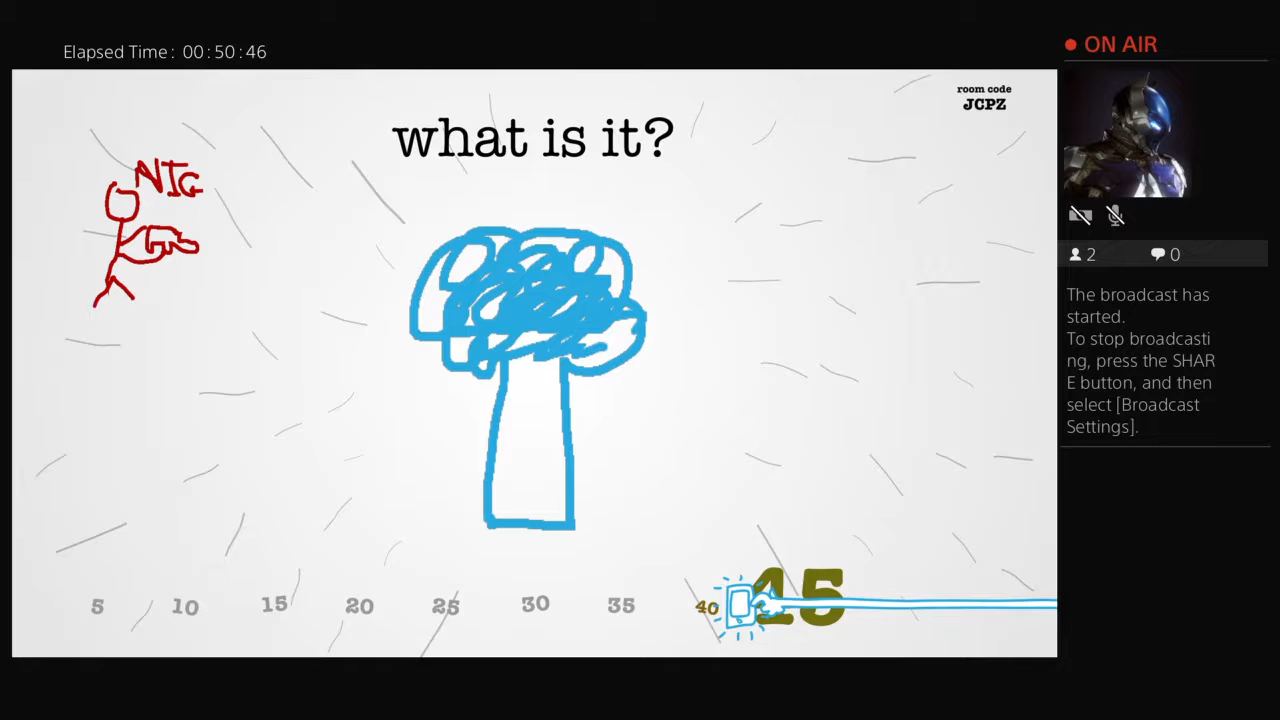 Elapsed Time: 00:50:46
ON AIR
room code
JCPZ
what is it?
NIG
2
0
The broadcast has
started.
To stop broadcasti
ng, press the SHAR
E button, and then
select [Broadcast
Settings].
5 10 15 20 25 30 35 40 45